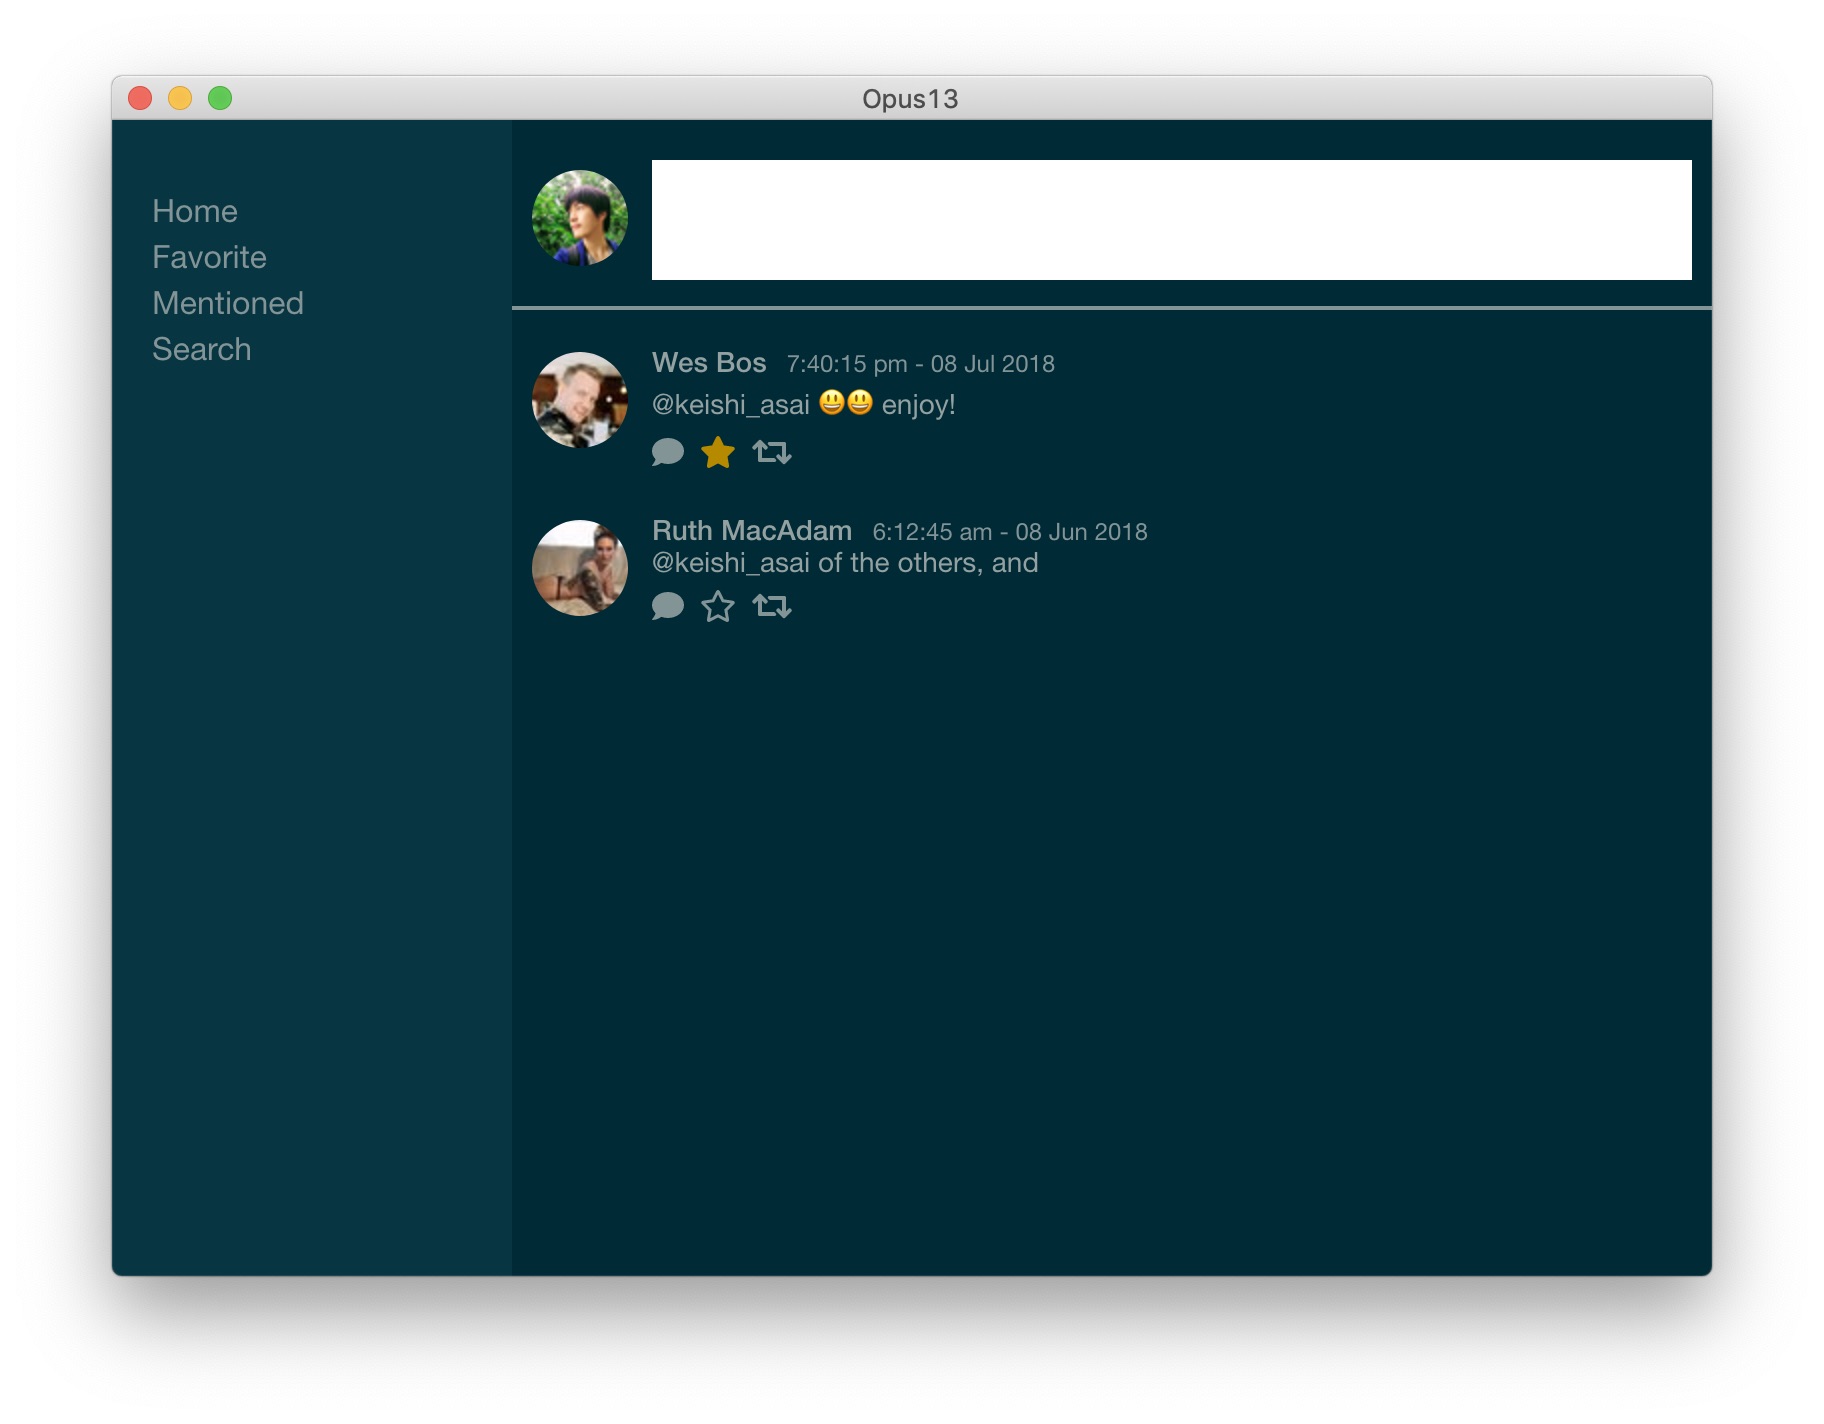 Opus13
Home
Favorite
Mentioned
Search
Wes Bos 7:40:15 pm - 08 Jul 2018
@keishi_asai 😃😃 enjoy!
Ruth MacAdam 6:12:45 am - 08 Jun 2018
@keishi_asai of the others, and